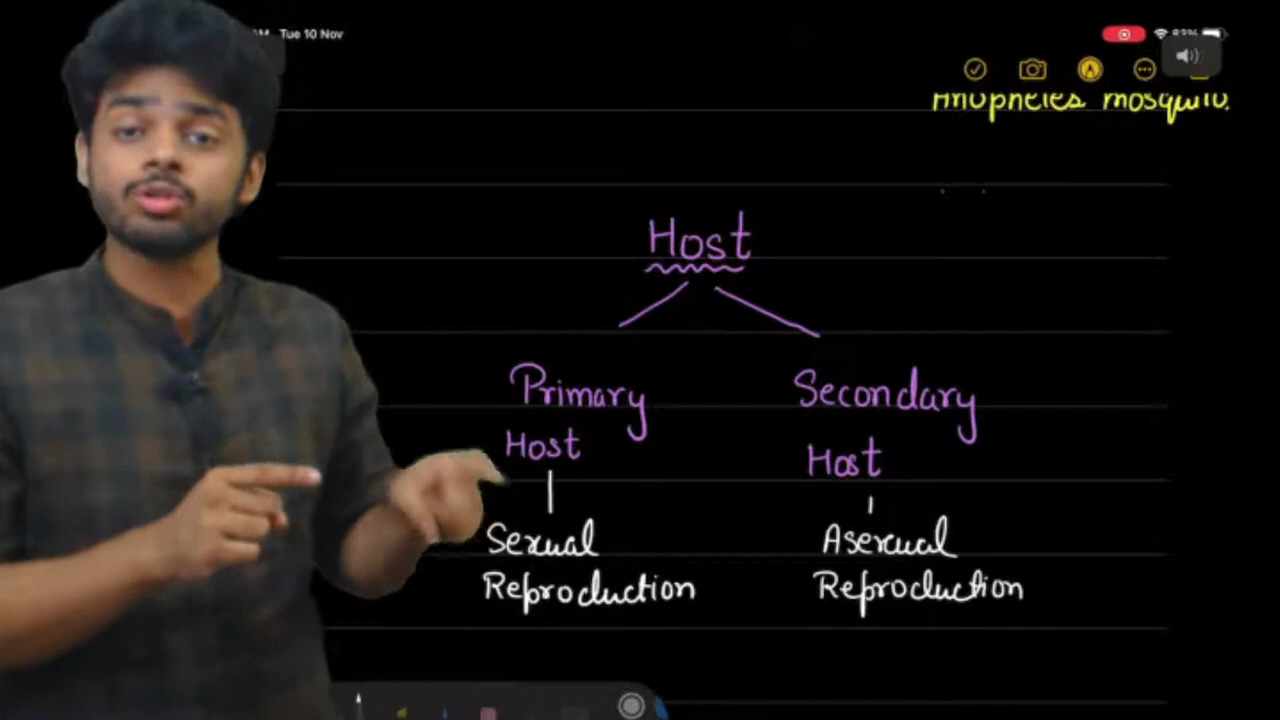 Tue 10 Nov
Anopheles mosquito.
Host
Primary
Host
Secondary
Host
Sexual
Reproduction
Asexual
Reproduction